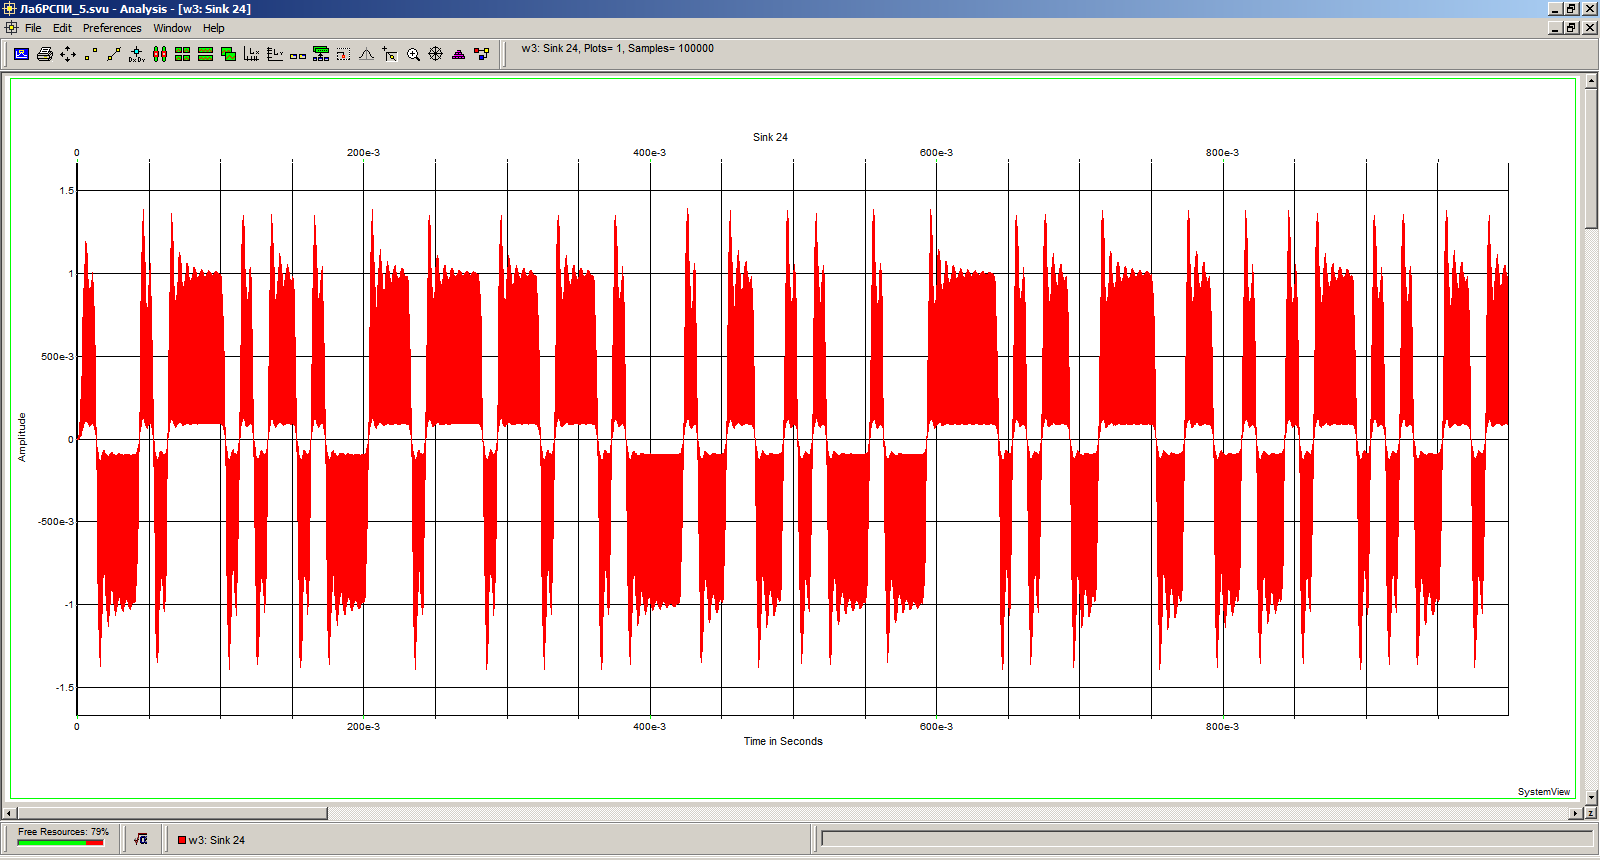 ЛабРСПИ_5.svu - Analysis - [w3: Sink 24]
File Edit Preferences Window Help
w3: Sink 24, Plots= 1, Samples= 100000
Sink 24
0 200e-3 400e-3 600e-3 800e-3
1.5
1
500e-3
0
-500e-3
-1
-1.5
Amplitude
0 200e-3 400e-3 600e-3 800e-3
Time in Seconds
SystemView
Free Resources: 79%
√α
w3: Sink 24